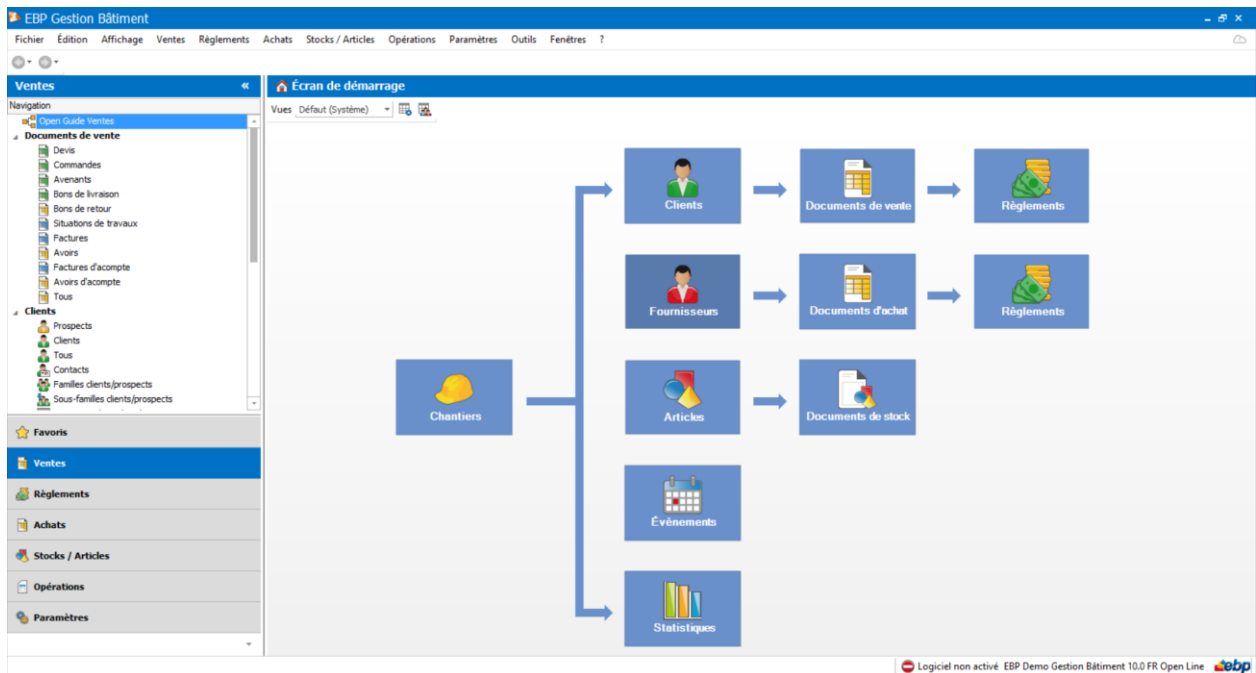 EBP Gestion Bâtiment
Fichier Édition Affichage Ventes Règlements Achats Stocks / Articles Opérations Paramètres Outils Fenêtres ?
Ventes «
Navigation
Open Guide Ventes
Documents de vente
Devis
Commandes
Avenants
Bons de livraison
Bons de retour
Situations de travaux
Factures
Avoirs
Factures d'acompte
Avoirs d'acompte
Tous
Clients
Prospects
Clients
Tous
Contacts
Familles clients/prospects
Sous-familles clients/prospects
Favoris
Ventes
Règlements
Achats
Stocks / Articles
Opérations
Paramètres
Écran de démarrage
Vues Défaut (Système)
Clients
Documents de vente
Règlements
Fournisseurs
Documents d'achat
Règlements
Chantiers
Articles
Documents de stock
Évènements
Statistiques
Logiciel non activé EBP Demo Gestion Bâtiment 10.0 FR Open Line ebp